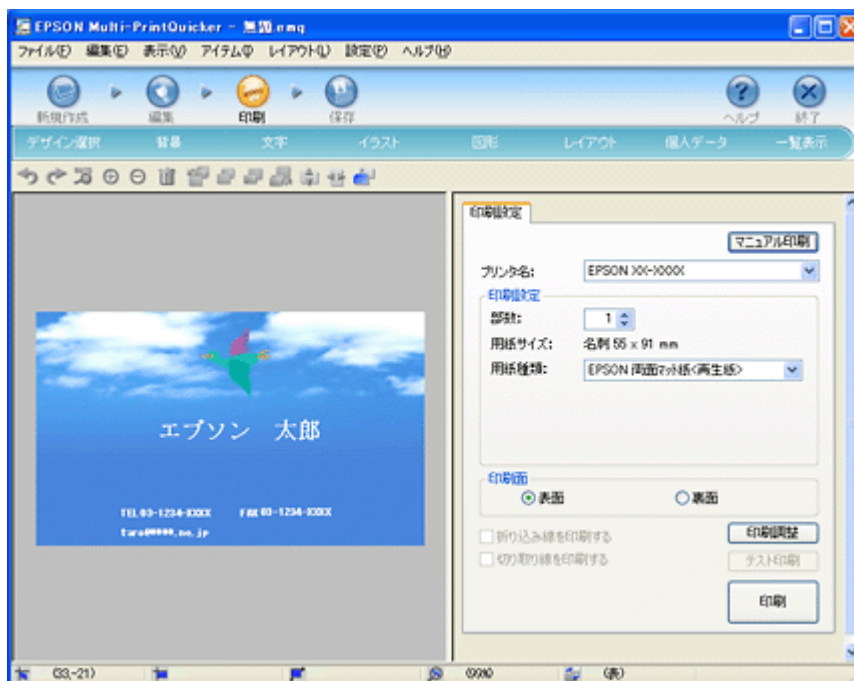 EPSON Multi-PrintQuicker - 無題.emq
ファイル(F) 編集(E) 表示(V) アイテム(I) レイアウト(L) 設定(P) ヘルプ(H)
新規作成 編集 印刷 保存 ヘルプ 終了
デザイン選択 背景 文字 イラスト 図形 レイアウト 個人データ 一覧表示
印刷設定
マニュアル印刷
プリンタ名: EPSON XX-XXXX
印刷設定
部数: 1
用紙サイズ: 名刺 55 x 91 mm
用紙種類: EPSON 両面マット紙<再生紙>
エプソン 太郎
TEL 03-1234-XXXX FAX 03-1234-XXXX
taro@****.ne.jp
印刷面
表面 裏面
折り込み線を印刷する 印刷調整
切り取り線を印刷する テスト印刷
印刷
(33,-21) (表)